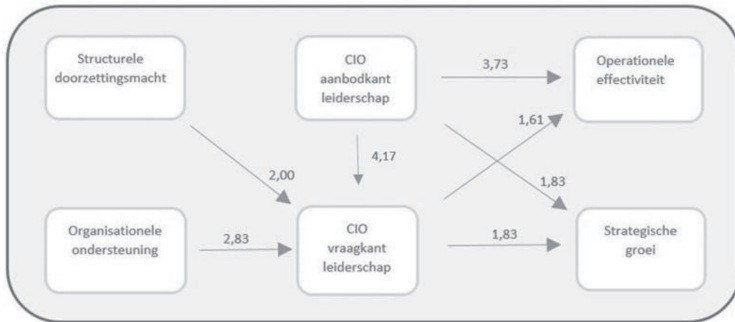 Structurele
doorzettingsmacht
CIO
aanbodkant
leiderschap
3,73
Operationele
effectiviteit
1,61
4,17
2,00
1,83
Organisationele
ondersteuning
2,83
CIO
vraagkant
leiderschap
1,83
Strategische
groei